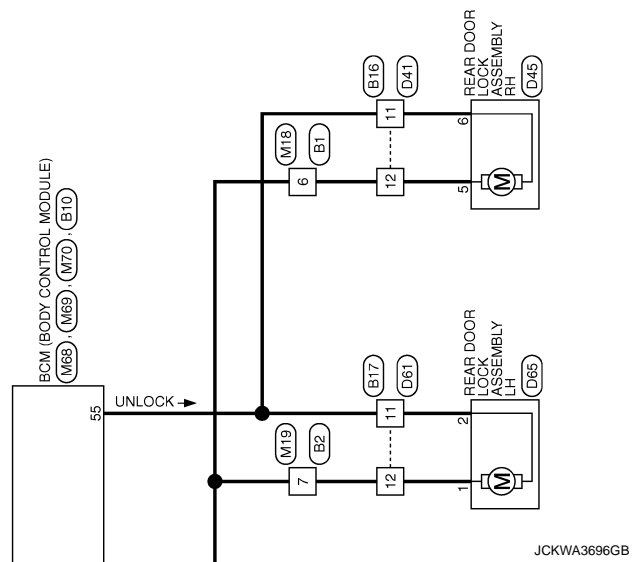 BCM (BODY CONTROL MODULE)
M68 , M69 , M70 , B10
55
UNLOCK
M18
B1
6
B16
D41
11
12
6
5
REAR DOOR
LOCK
ASSEMBLY
RH
D45
M
M19
B2
7
B17
D61
11
12
2
1
REAR DOOR
LOCK
ASSEMBLY
LH
D65
M
JCKWA3696GB